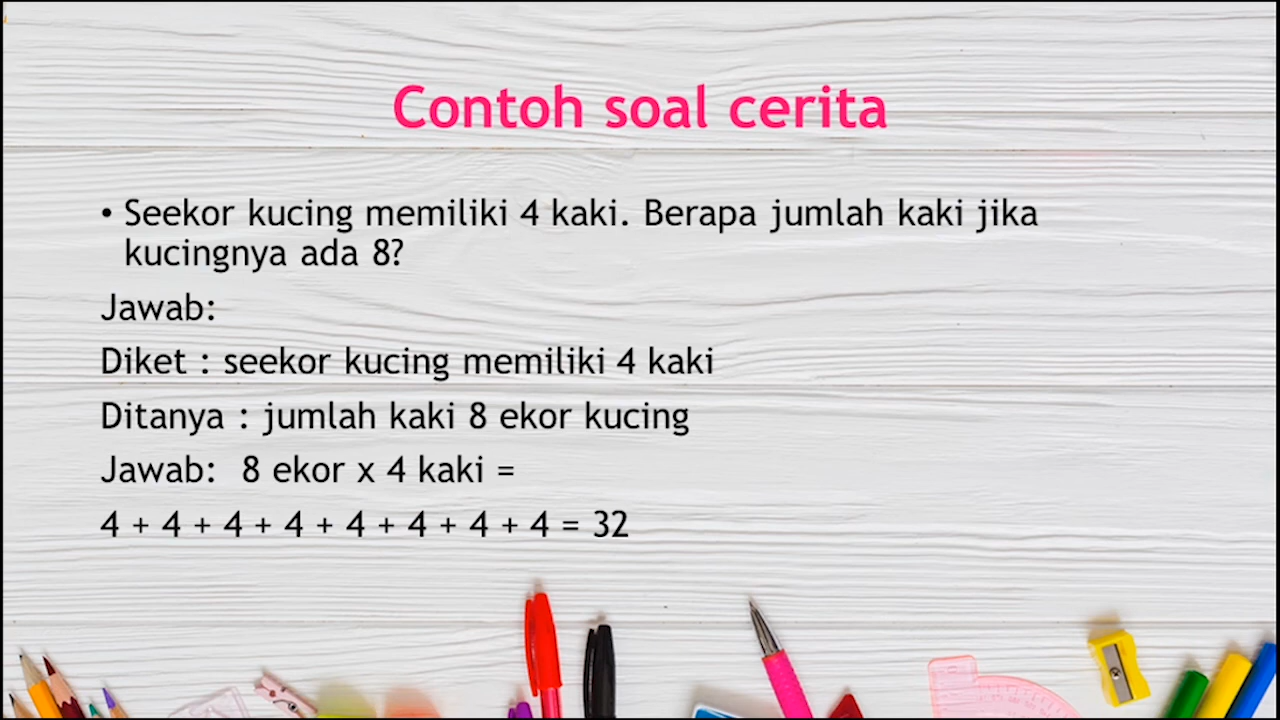 Contoh soal cerita
• Seekor kucing memiliki 4 kaki. Berapa jumlah kaki jika
kucingnya ada 8?
Jawab:
Diket : seekor kucing memiliki 4 kaki
Ditanya : jumlah kaki 8 ekor kucing
Jawab:  8 ekor x 4 kaki =
4 + 4 + 4 + 4 + 4 + 4 + 4 + 4 = 32